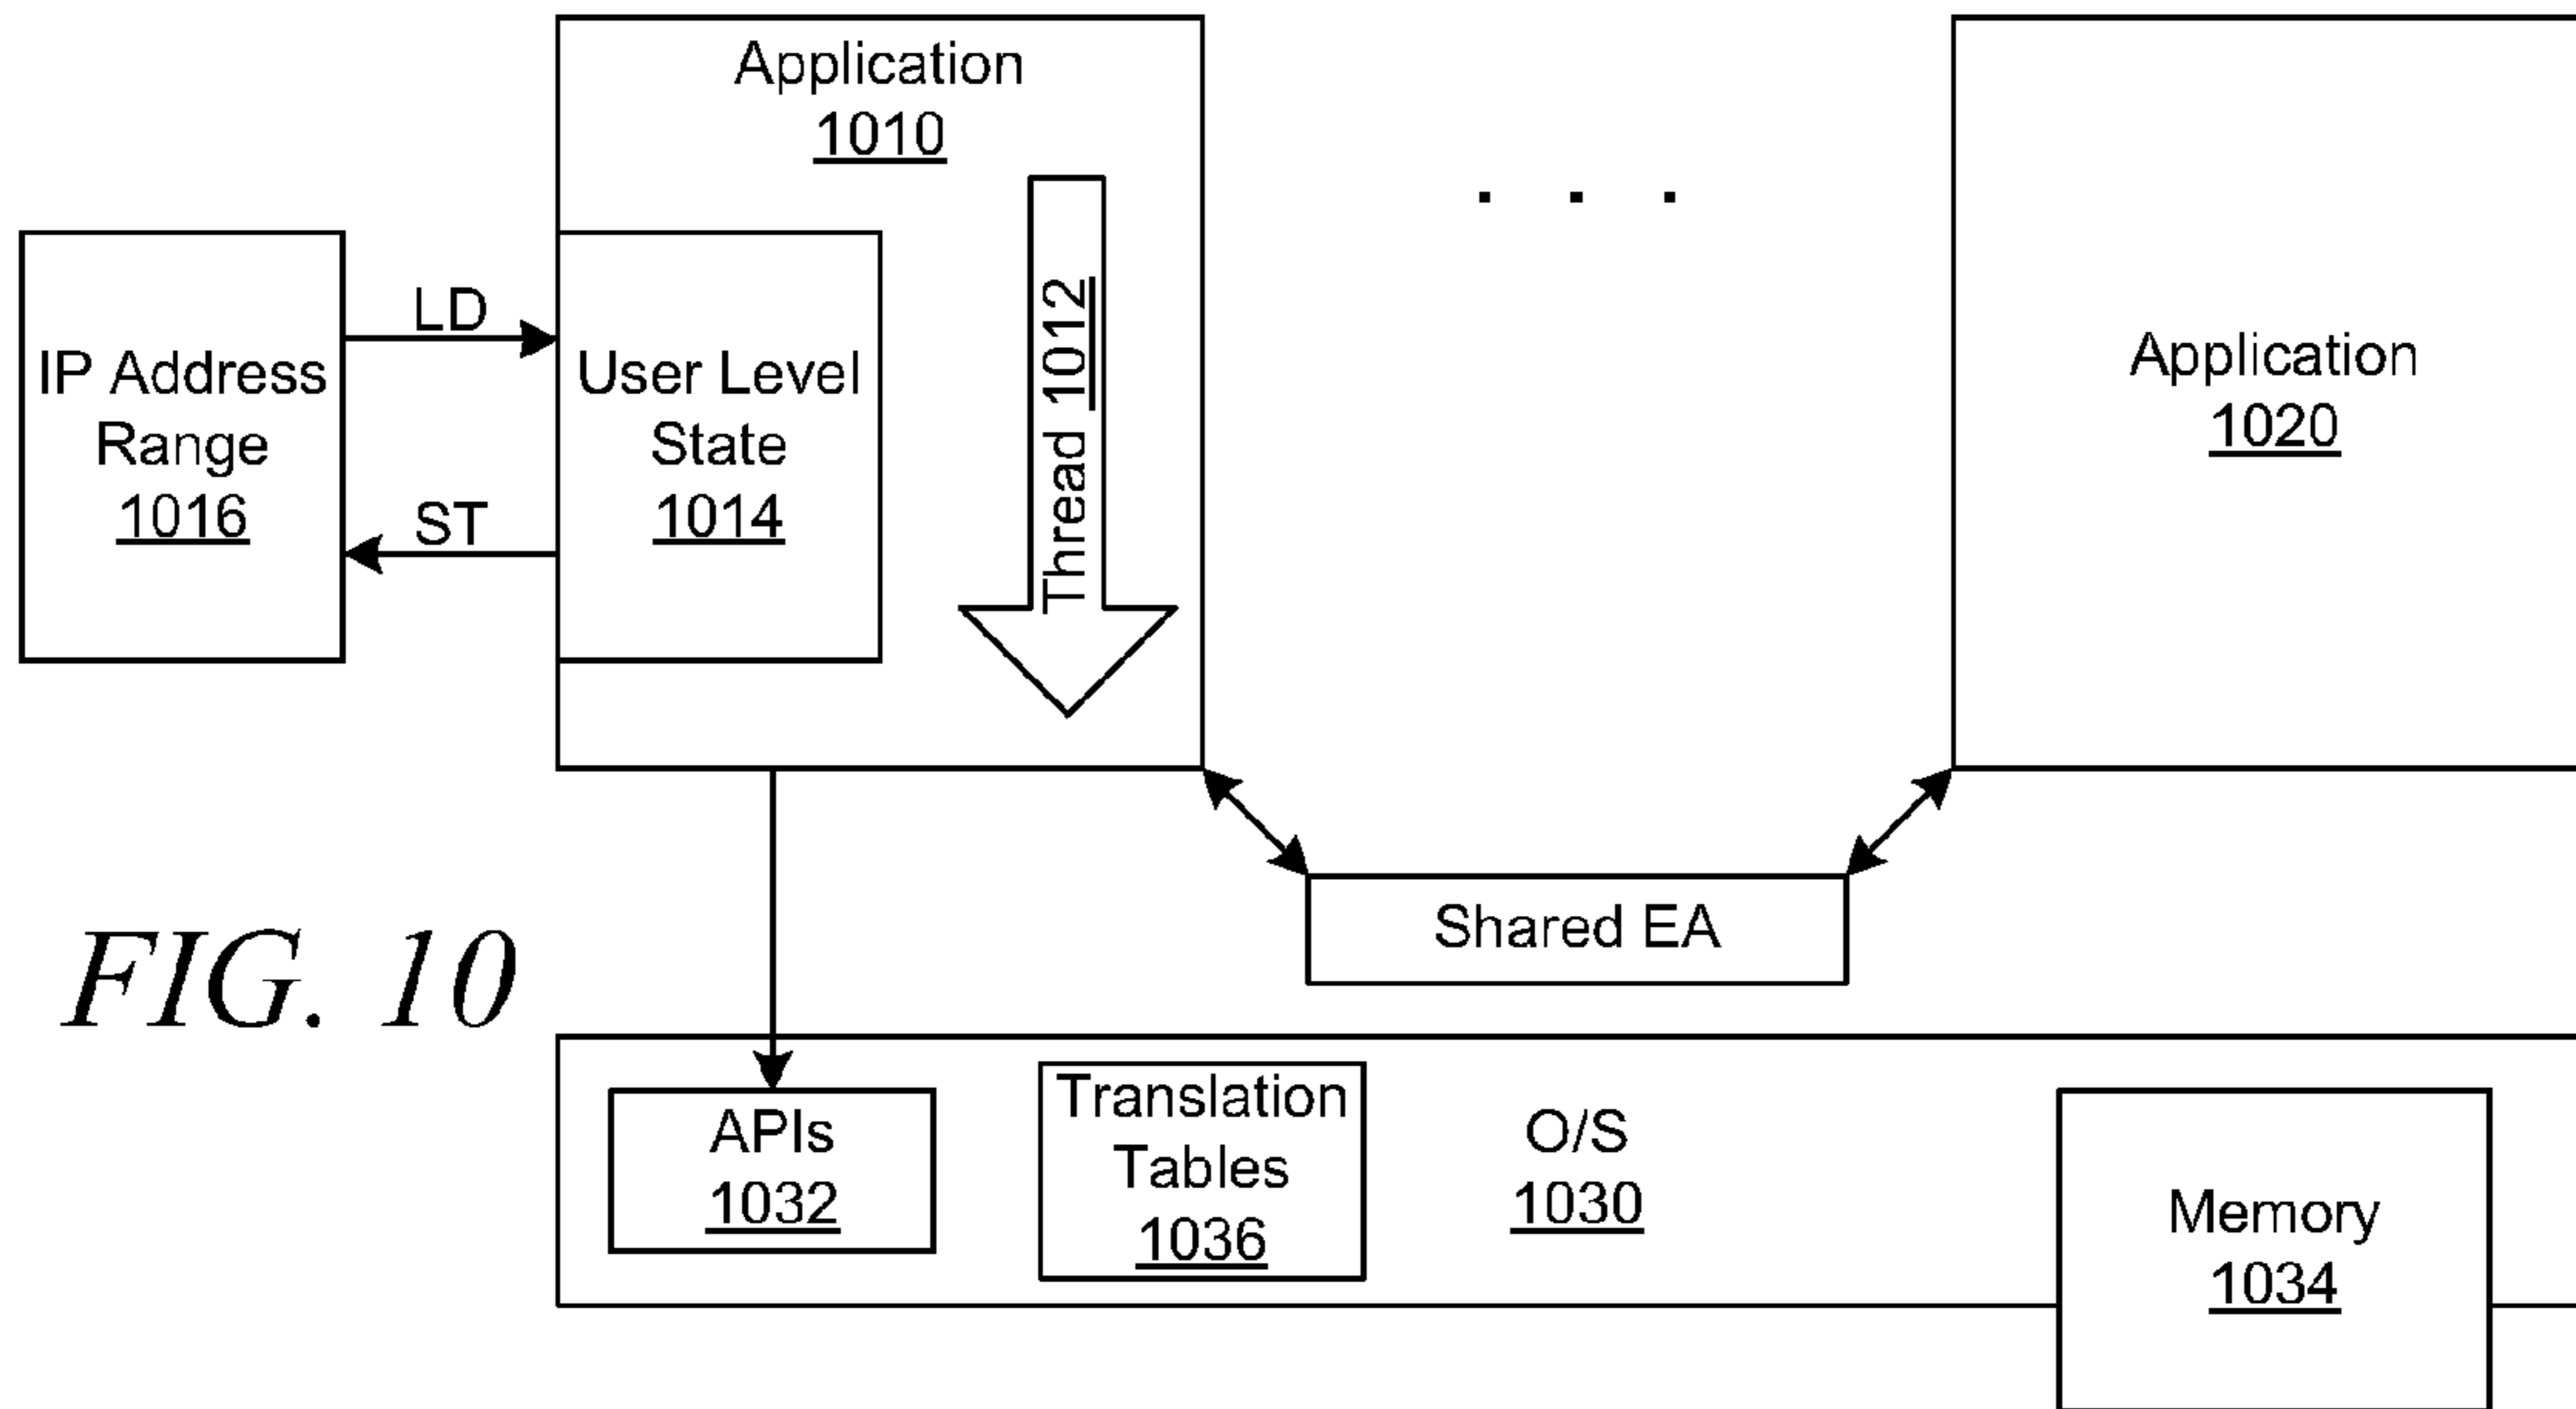 Application
1010
Thread 1012
IP Address
Range
1016
LD
ST
User Level
State
1014
. . .
Application
1020
Shared EA
FIG. 10
APIs
1032
Translation
Tables
1036
O/S
1030
Memory
1034